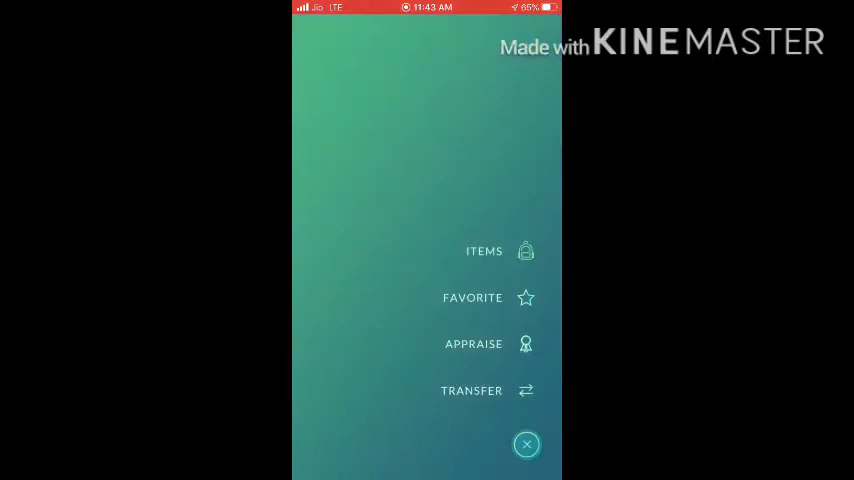 Jio LTE 11:43 AM 65%
Made with KINEMASTER
ITEMS
FAVORITE
APPRAISE
TRANSFER